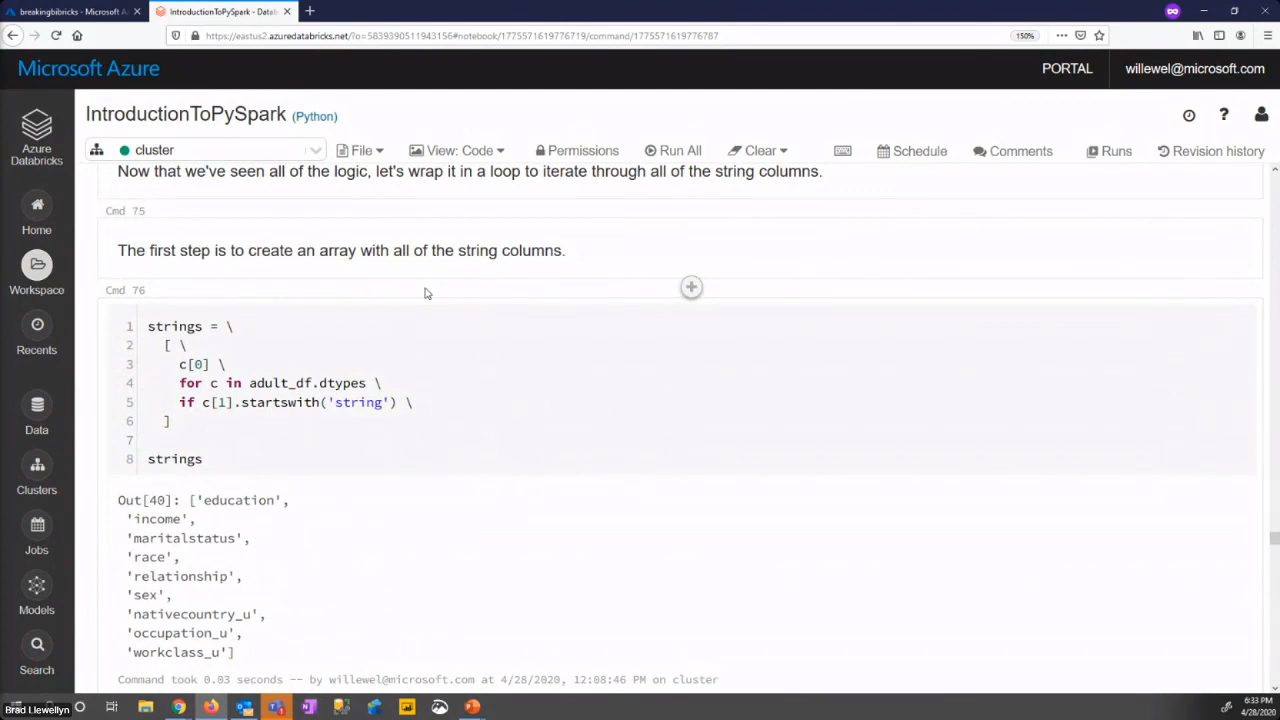 breakingbibricks - Microsoft A
IntroductionToPySpark - Datab
https://eastus2.azuredatabricks.net/?o=5839390511943156#notebook/1775571619776719/command/1775571619776787
150%
Microsoft Azure
PORTAL
willewel@microsoft.com
IntroductionToPySpark (Python)
cluster
File
View: Code
Permissions
Run All
Clear
Schedule
Comments
Runs
Revision history
Azure
Databricks
Home
Workspace
Recents
Data
Clusters
Jobs
Models
Search
Now that we've seen all of the logic, let's wrap it in a loop to iterate through all of the string columns.
Cmd 75
The first step is to create an array with all of the string columns.
Cmd 76
1 strings = \
2 [ \
3 c[0] \
4 for c in adult_df.dtypes \
5 if c[1].startswith('string') \
6 ]
7
8 strings
Out[40]: ['education',
'income',
'maritalstatus',
'race',
'relationship',
'sex',
'nativecountry_u',
'occupation_u',
'workclass_u']
Command took 0.03 seconds -- by willewel@microsoft.com at 4/28/2020, 12:08:46 PM on cluster
Brad Llewellyn
6:33 PM
4/28/2020